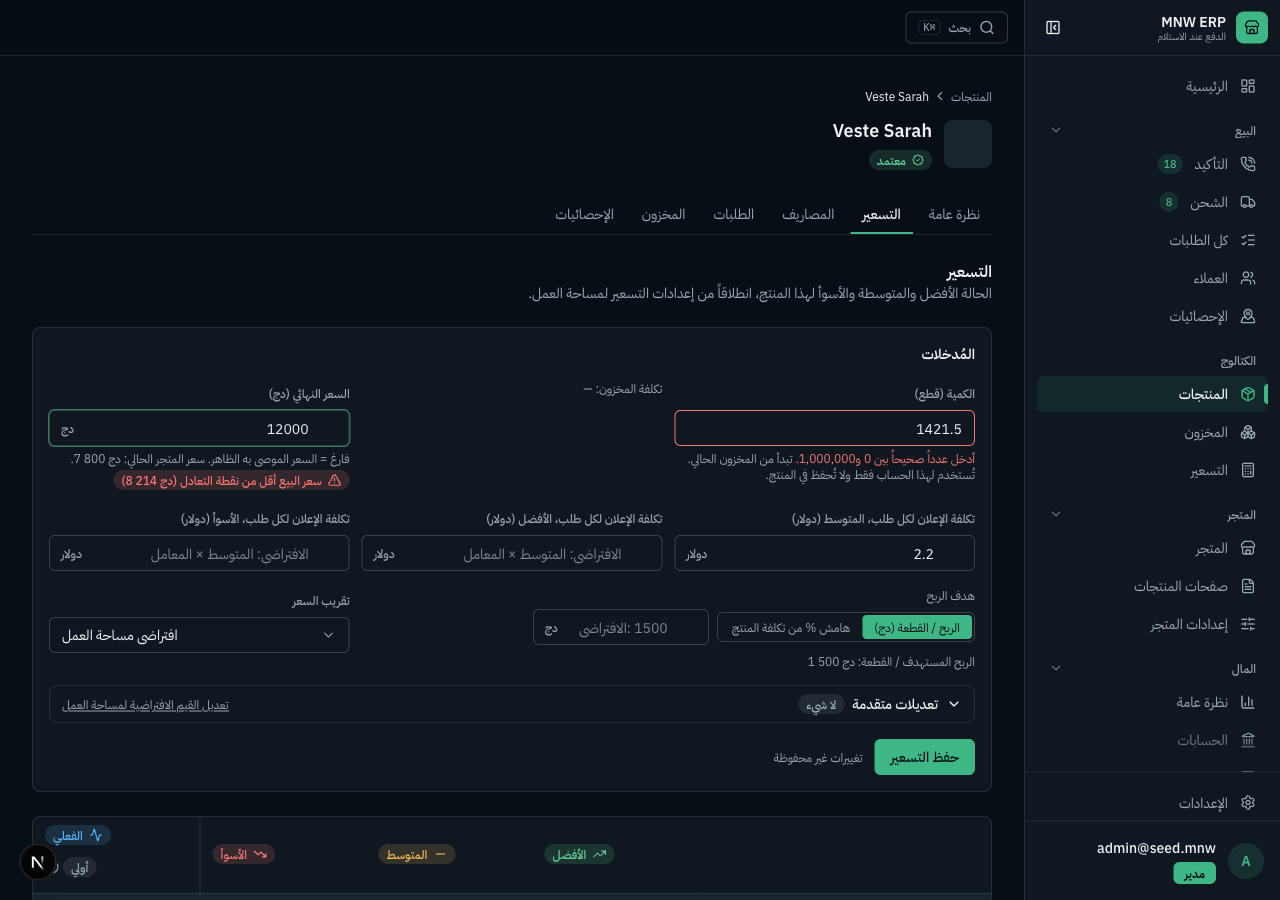 MNW ERP
الدفع عند الاستلام
بحث
⌘K
الرئيسية
البيع
التأكيد 18
الشحن 8
كل الطلبات
العملاء
الإحصائيات
الكتالوج
المنتجات
المخزون
التسعير
المتجر
المتجر
صفحات المنتجات
إعدادات المتجر
المال
نظرة عامة
الحسابات
الإعدادات
A
admin@seed.mnw
مدير
المنتجات
Veste Sarah
Veste Sarah
معتمد
نظرة عامة
التسعير
المصاريف
الطلبات
المخزون
الإحصائيات
التسعير
الحالة الأفضل والمتوسطة والأسوأ لهذا المنتج، انطلاقاً من إعدادات التسعير لمساحة العمل.
المُدخلات
الكمية (قطع)
1421.5
أدخل عدداً صحيحاً بين 0 و1,000,000. تبدأ من المخزون الحالي.
تُستخدم لهذا الحساب فقط ولا تُحفظ في المنتج.
تكلفة المخزون: —
السعر النهائي (دج)
12000 دج
فارغ = السعر الموصى به الظاهر. سعر المتجر الحالي: دج 800 7.
سعر البيع أقل من نقطة التعادل (دج 214 8)
تكلفة الإعلان لكل طلب، المتوسط (دولار)
2.2 دولار
تكلفة الإعلان لكل طلب، الأفضل (دولار)
الافتراضي: المتوسط × المعامل دولار
تكلفة الإعلان لكل طلب، الأسوأ (دولار)
الافتراضي: المتوسط × المعامل دولار
هدف الربح
الربح / القطعة (دج)
هامش % من تكلفة المنتج
1500 :الافتراضي دج
الربح المستهدف / القطعة: دج 500 1
تقريب السعر
افتراضي مساحة العمل
تعديلات متقدمة
لا شيء
تعديل القيم الافتراضية لمساحة العمل
حفظ التسعير
تغييرات غير محفوظة
الأفضل
المتوسط
الأسوأ
الفعلي
أولي
N